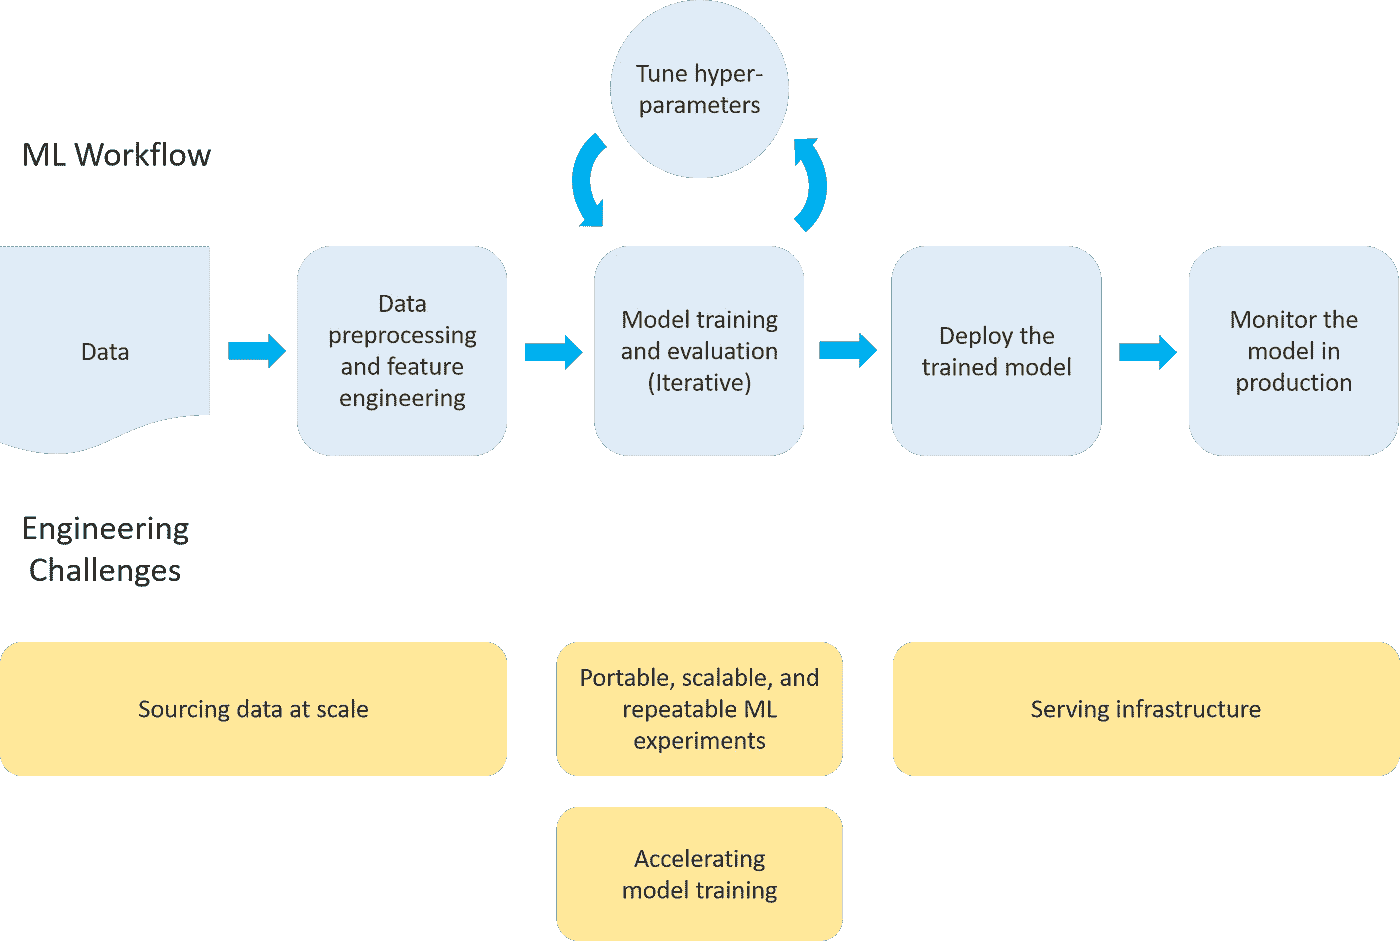 Tune hyper-
parameters
ML Workflow
Data
Data
preprocessing
and feature
engineering
Model training
and evaluation
(Iterative)
Deploy the
trained model
Monitor the
model in
production
Engineering
Challenges
Sourcing data at scale
Portable, scalable, and
repeatable ML
experiments
Serving infrastructure
Accelerating
model training